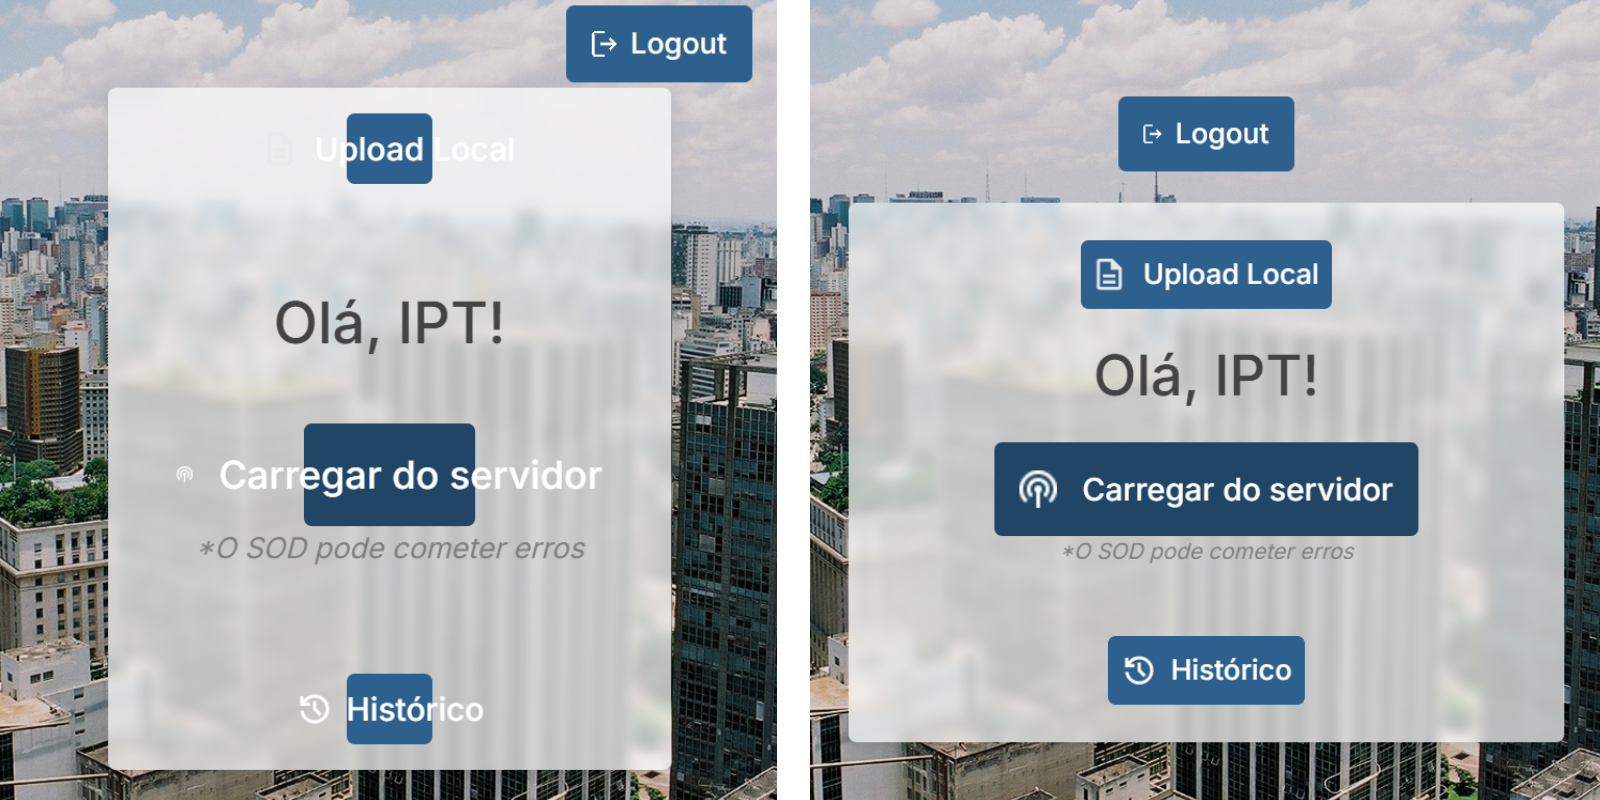 Logout
Upload Local
Olá, IPT!
Carregar do servidor
*O SOD pode cometer erros
Histórico
Logout
Upload Local
Olá, IPT!
Carregar do servidor
*O SOD pode cometer erros
Histórico